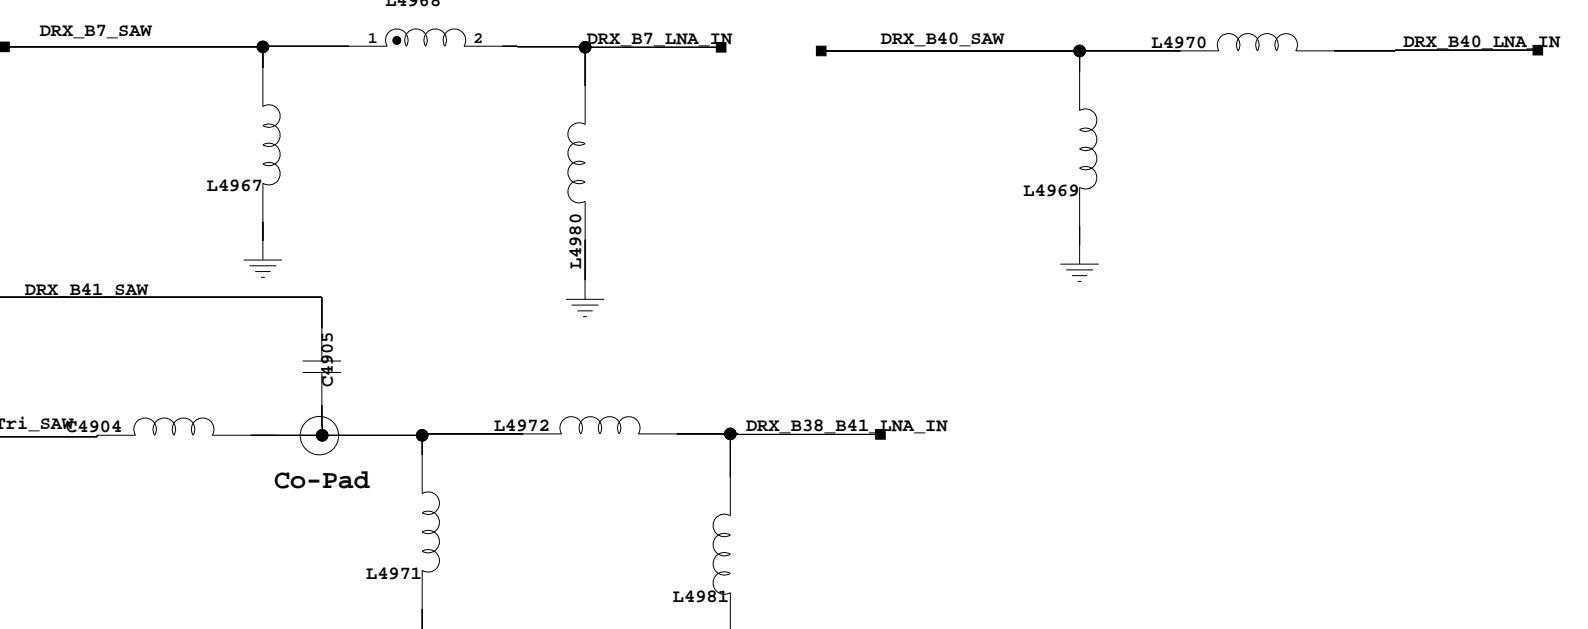 L4968
DRX_B7_SAW
1
2
DRX_B7_LNA_IN
DRX_B40_SAW
L4970
DRX_B40_LNA_IN
L4967
L4980
L4969
DRX_B41_SAW
C4905
Tri_SAW
C4904
L4972
DRX_B38_B41_LNA_IN
Co-Pad
L4971
L4981